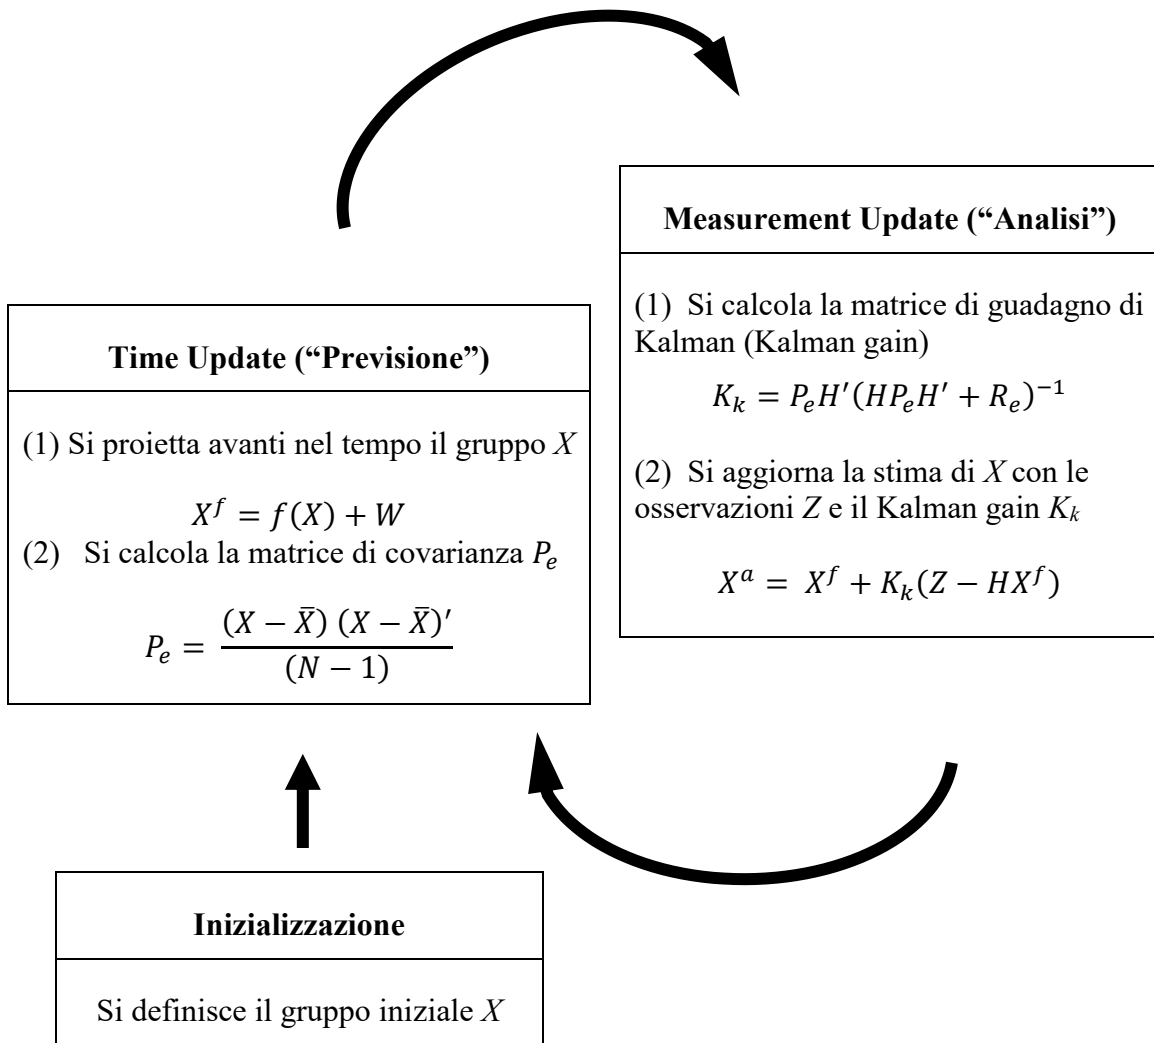 Time Update (“Previsione”)
(1) Si proietta avanti nel tempo il gruppo X
X^f = f(X) + W
(2) Si calcola la matrice di covarianza P_e
P_e = (X − X̄) (X − X̄)′ / (N − 1)
Measurement Update (“Analisi”)
(1) Si calcola la matrice di guadagno di
Kalman (Kalman gain)
K_k = P_e H′(HP_e H′ + R_e)^−1
(2) Si aggiorna la stima di X con le
osservazioni Z e il Kalman gain K_k
X^a = X^f + K_k(Z − HX^f)
Inizializzazione
Si definisce il gruppo iniziale X